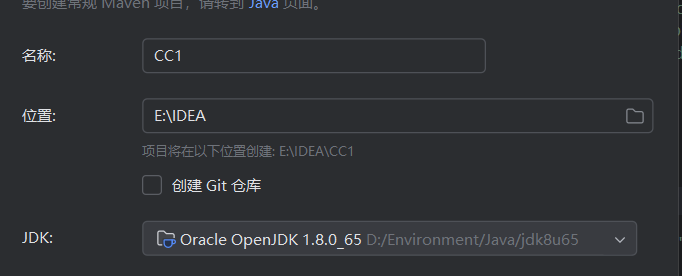 要创建常规 Maven 项目，请转到 Java 页面。
名称: CC1
位置: E:\IDEA
项目将在以下位置创建: E:\IDEA\CC1
创建 Git 仓库
JDK: Oracle OpenJDK 1.8.0_65 D:/Environment/Java/jdk8u65